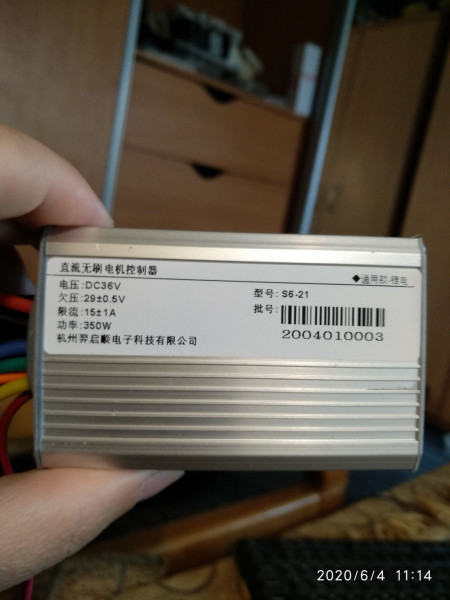 直流无刷电机控制器
◆通用款-锂电
电压:DC36V
欠压:29±0.5V
限流:15±1A
功率:350W
杭州羿启顺电子科技有限公司
型号: S6-21
批号:
2004010003
2020/6/4 11:14